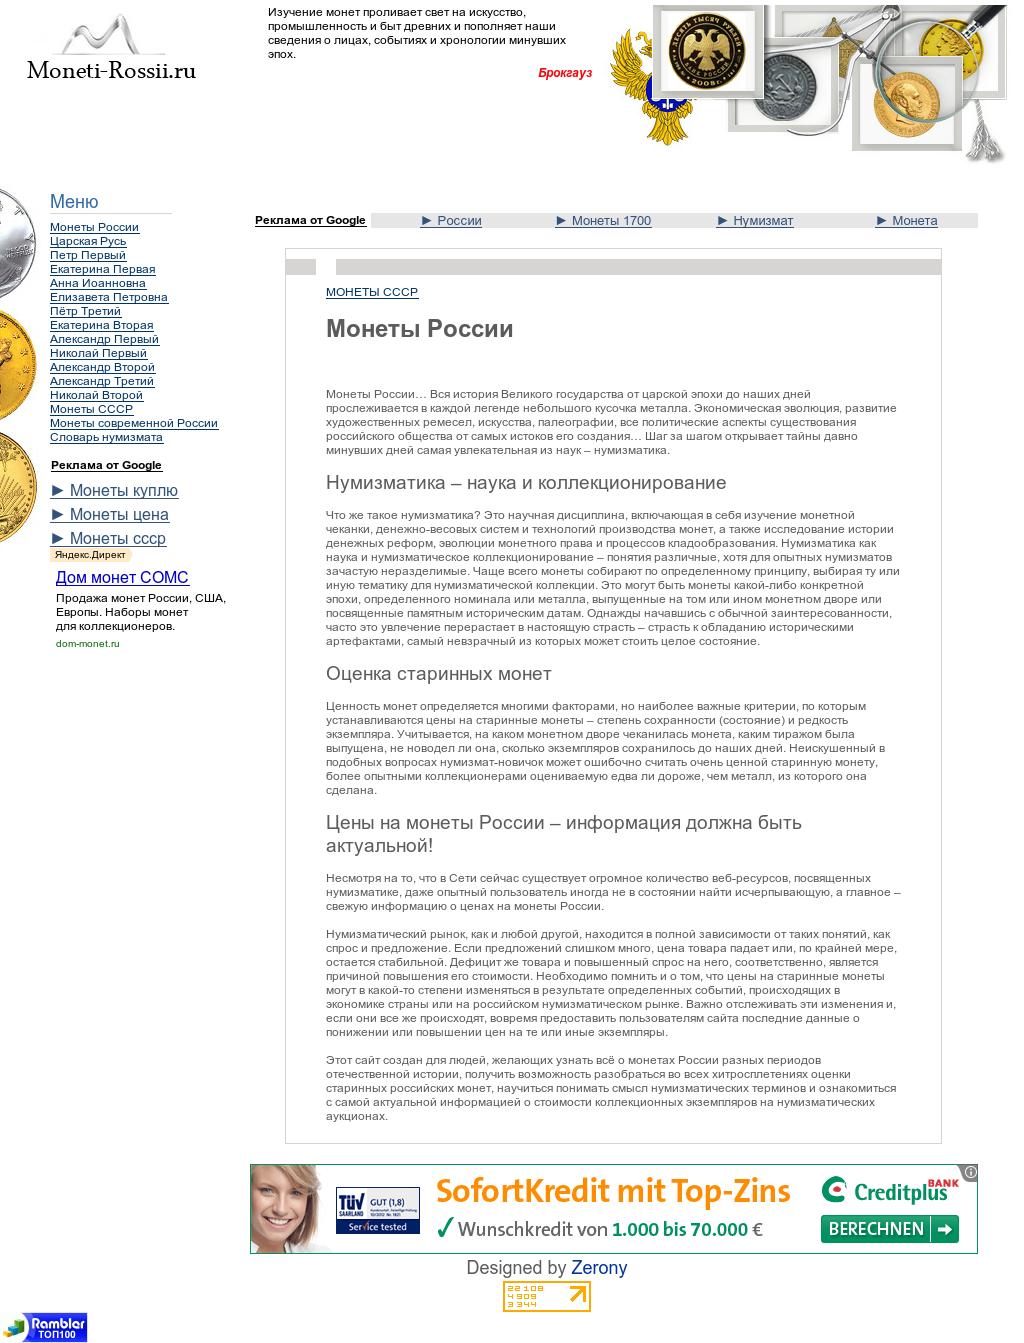 Moneti-Rossii.ru
Изучение монет проливает свет на искусство,
промышленность и быт древних и пополняет наши
сведения о лицах, событиях и хронологии минувших
эпох.
Брокгауз
Меню
Монеты России
Царская Русь
Петр Первый
Екатерина Первая
Анна Иоанновна
Елизавета Петровна
Пётр Третий
Екатерина Вторая
Александр Первый
Николай Первый
Александр Второй
Александр Третий
Николай Второй
Монеты СССР
Монеты современной России
Словарь нумизмата
Реклама от Google
► Монеты куплю
► Монеты цена
► Монеты ссср
Яндекс.Директ
Дом монет СОМС
Продажа монет России, США,
Европы. Наборы монет
для коллекционеров.
dom-monet.ru
Реклама от Google ► России ► Монеты 1700 ► Нумизмат ► Монета
МОНЕТЫ СССР
Монеты России
Монеты России… Вся история Великого государства от царской эпохи до наших дней
прослеживается в каждой легенде небольшого кусочка металла. Экономическая эволюция, развитие
художественных ремесел, искусства, палеографии, все политические аспекты существования
российского общества от самых истоков его создания… Шаг за шагом открывает тайны давно
минувших дней самая увлекательная из наук – нумизматика.
Нумизматика – наука и коллекционирование
Что же такое нумизматика? Это научная дисциплина, включающая в себя изучение монетной
чеканки, денежно-весовых систем и технологий производства монет, а также исследование истории
денежных реформ, эволюции монетного права и процессов кладообразования. Нумизматика как
наука и нумизматическое коллекционирование – понятия различные, хотя для опытных нумизматов
зачастую неразделимые. Чаще всего монеты собирают по определенному принципу, выбирая ту или
иную тематику для нумизматической коллекции. Это могут быть монеты какой-либо конкретной
эпохи, определенного номинала или металла, выпущенные на том или ином монетном дворе или
посвященные памятным историческим датам. Однажды начавшись с обычной заинтересованности,
часто это увлечение перерастает в настоящую страсть – страсть к обладанию историческими
артефактами, самый невзрачный из которых может стоить целое состояние.
Оценка старинных монет
Ценность монет определяется многими факторами, но наиболее важные критерии, по которым
устанавливаются цены на старинные монеты – степень сохранности (состояние) и редкость
экземпляра. Учитывается, на каком монетном дворе чеканилась монета, каким тиражом была
выпущена, не новодел ли она, сколько экземпляров сохранилось до наших дней. Неискушенный в
подобных вопросах нумизмат-новичок может ошибочно считать очень ценной старинную монету,
более опытными коллекционерами оцениваемую едва ли дороже, чем металл, из которого она
сделана.
Цены на монеты России – информация должна быть
актуальной!
Несмотря на то, что в Сети сейчас существует огромное количество веб-ресурсов, посвященных
нумизматике, даже опытный пользователь иногда не в состоянии найти исчерпывающую, а главное –
свежую информацию о ценах на монеты России.
Нумизматический рынок, как и любой другой, находится в полной зависимости от таких понятий, как
спрос и предложение. Если предложений слишком много, цена товара падает или, по крайней мере,
остается стабильной. Дефицит же товара и повышенный спрос на него, соответственно, является
причиной повышения его стоимости. Необходимо помнить и о том, что цены на старинные монеты
могут в какой-то степени изменяться в результате определенных событий, происходящих в
экономике страны или на российском нумизматическом рынке. Важно отслеживать эти изменения и,
если они все же происходят, вовремя предоставить пользователям сайта последние данные о
понижении или повышении цен на те или иные экземпляры.
Этот сайт создан для людей, желающих узнать всё о монетах России разных периодов
отечественной истории, получить возможность разобраться во всех хитросплетениях оценки
старинных российских монет, научиться понимать смысл нумизматических терминов и ознакомиться
с самой актуальной информацией о стоимости коллекционных экземпляров на нумизматических
аукционах.
TÜV SAARLAND GUT (1,8)
Service tested
SofortKredit mit Top-Zins
Wunschkredit von 1.000 bis 70.000 €
Creditplus BANK
BERECHNEN
Designed by Zerony
22108
4909
3344
Rambler
ТОП100